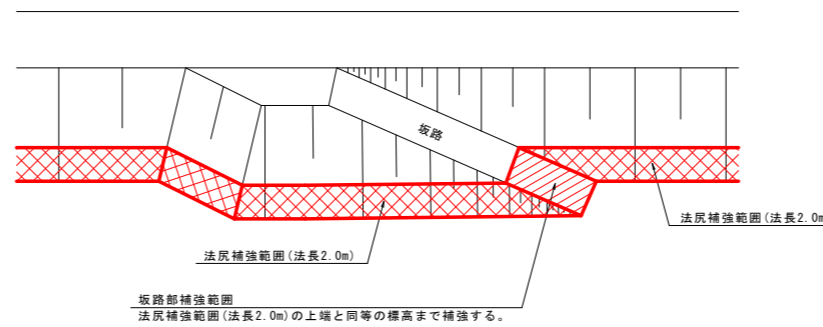 坂路
法尻補強範囲(法長2.0m
法尻補強範囲(法長2.0m)
坂路部補強範囲
法尻補強範囲(法長2.0m)の上端と同等の標高まで補強する。